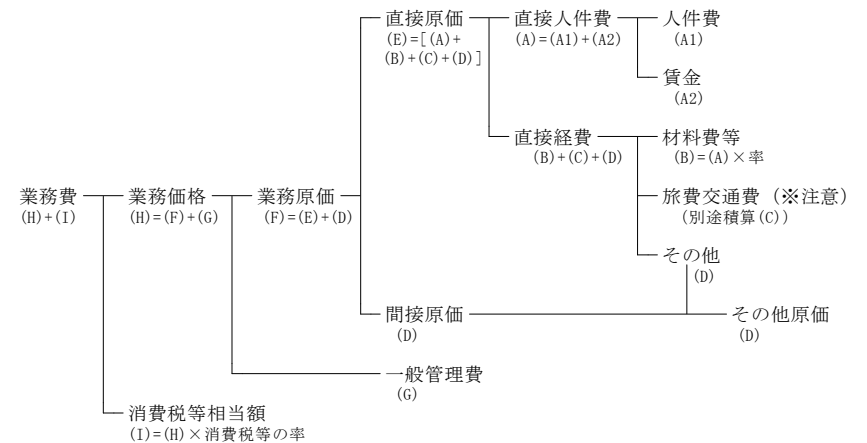 直接原価 直接人件費 人件費
(E)=[(A)+ (A)=(A1)+(A2) (A1)
(B)+(C)+(D)]
賃金
(A2)
直接経費 材料費等
(B)+(C)+(D) (B)=(A)×率
業務費 業務価格 業務原価 旅費交通費（※注意）
(H)+(I) (H)=(F)+(G) (F)=(E)+(D) (別途積算(C))
その他
(D)
間接原価 その他原価
(D) (D)
一般管理費
(G)
消費税等相当額
(I)=(H)×消費税等の率